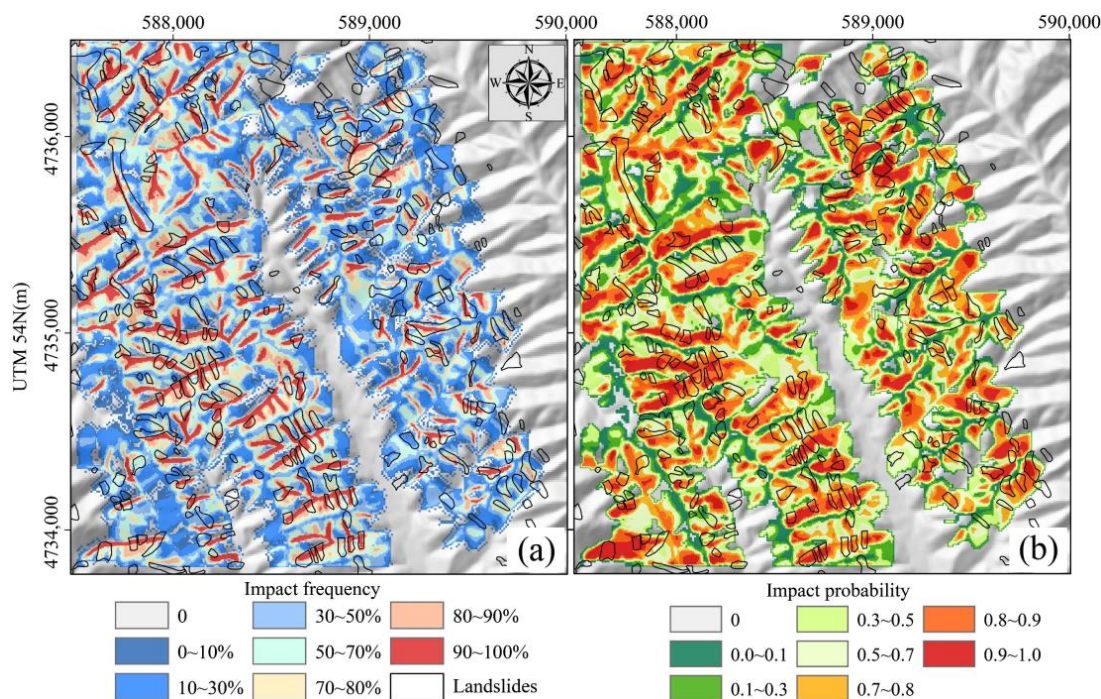 588,000 589,000 590,000 588,000 589,000 590,000
N
W E
S
4736,000
4735,000
4734,000
UTM 54N(m)
(a) (b)
Impact frequency
0 30~50% 80~90%
0~10% 50~70% 90~100%
10~30% 70~80% Landslides
Impact probability
0 0.3~0.5 0.8~0.9
0.0~0.1 0.5~0.7 0.9~1.0
0.1~0.3 0.7~0.8